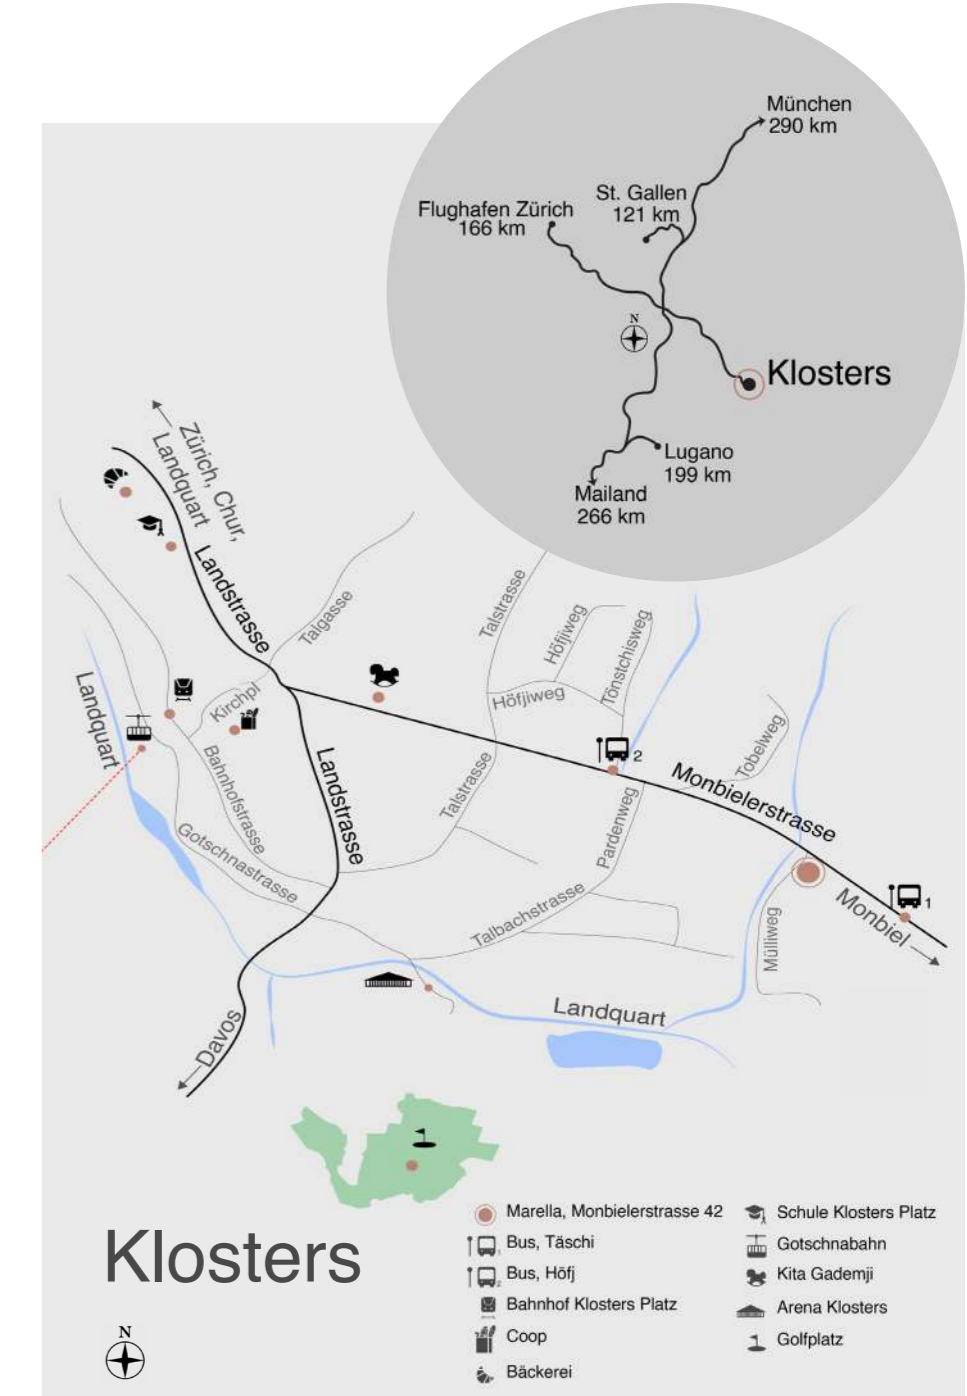 München
290 km
St. Gallen
121 km
Flughafen Zürich
166 km
N
Klosters
Lugano
199 km
Mailand
266 km
Zürich, Chur,
Landquart
Landstrasse
Talgasse
Talstrasse
Höfjiweg
Tönstchisweg
Höfjiweg
Kirchpl
Landquart
Bahnhofstrasse
Landstrasse
Talstrasse
2
Tobelweg
Monbielerstrasse
Pardenweg
Gotschnastrasse
Talbachstrasse
Mülliweg
1
Monbiel
Landquart
Davos
Klosters
N
Marella, Monbielerstrasse 42
1 Bus, Täschi
2 Bus, Höfj
Bahnhof Klosters Platz
Coop
Bäckerei
Schule Klosters Platz
Gotschnabahn
Kita Gademji
Arena Klosters
Golfplatz